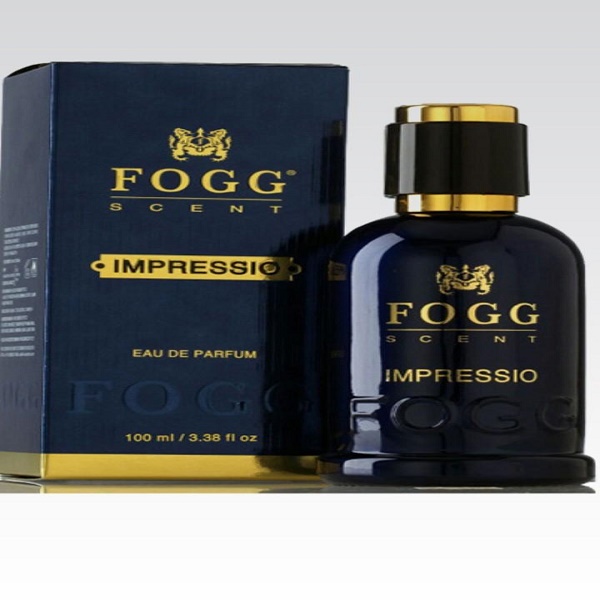 FOGG®
SCENT
IMPRESSIO
EAU DE PARFUM
FOGG
100 ml / 3.38 fl oz
FOGG
SCENT
IMPRESSIO
FOGG